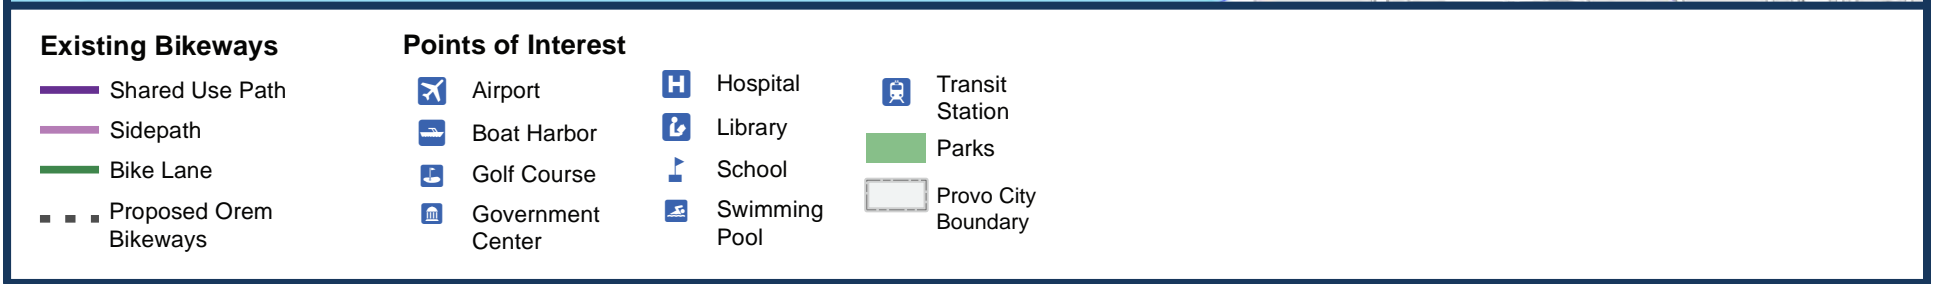 Existing Bikeways
Shared Use Path
Sidepath
Bike Lane
Proposed Orem
Bikeways
Points of Interest
Airport
Boat Harbor
Golf Course
Government
Center
H
Hospital
Library
School
Swimming
Pool
Transit
Station
Parks
Provo City
Boundary